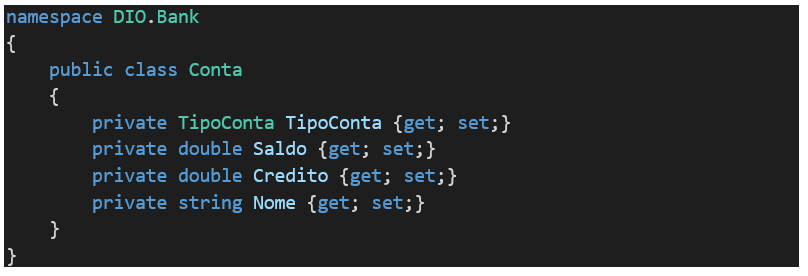 namespace DIO.Bank
{
    public class Conta
    {
        private TipoConta TipoConta {get; set;}
        private double Saldo {get; set;}
        private double Credito {get; set;}
        private string Nome {get; set;}
    }
}